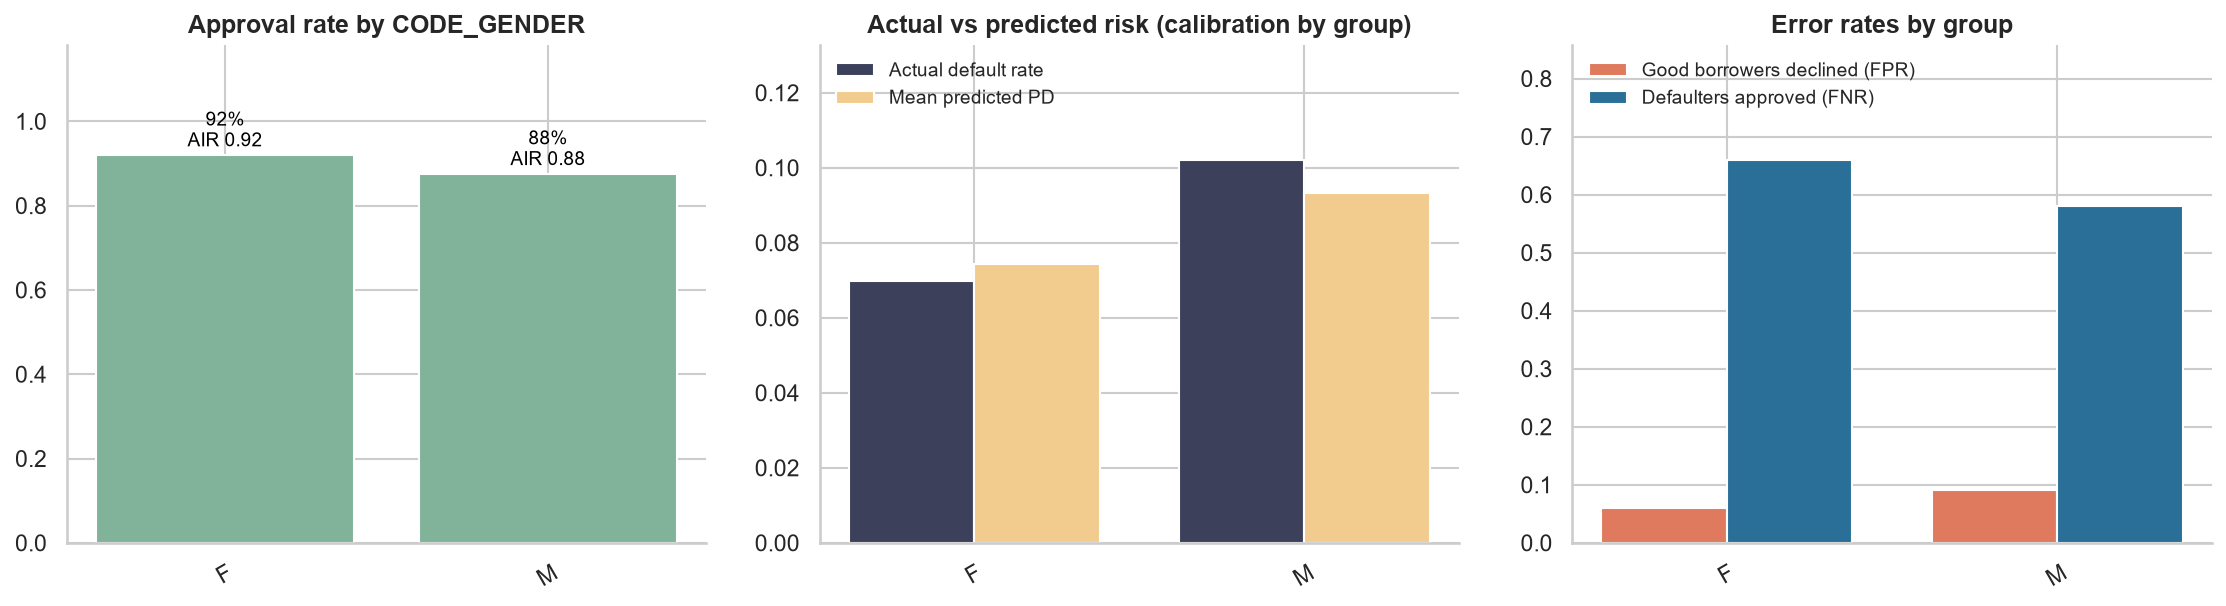 Approval rate by CODE_GENDER
1.0
0.8
0.6
0.4
0.2
0.0
92%
AIR 0.92
88%
AIR 0.88
F
M
Actual vs predicted risk (calibration by group)
Actual default rate
Mean predicted PD
0.12
0.10
0.08
0.06
0.04
0.02
0.00
F
M
Error rates by group
Good borrowers declined (FPR)
Defaulters approved (FNR)
0.8
0.7
0.6
0.5
0.4
0.3
0.2
0.1
0.0
F
M